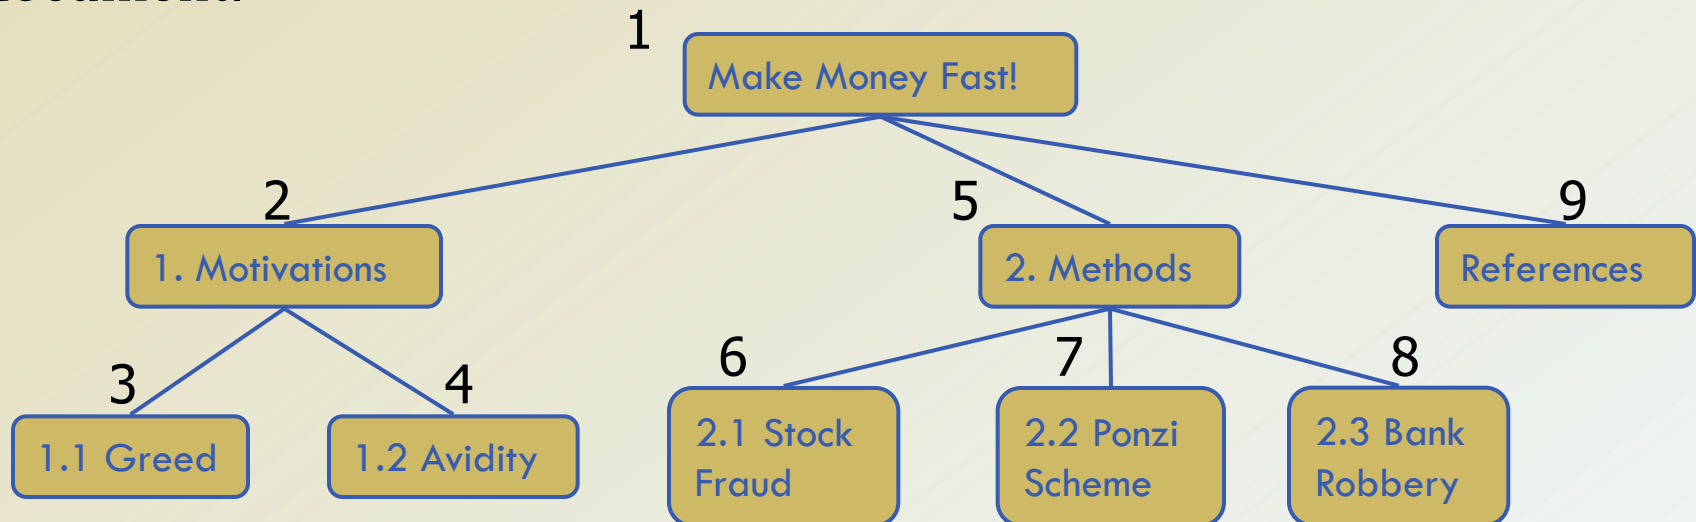 1
Make Money Fast!
2
5
9
1. Motivations
2. Methods
References
3
4
6
7
8
1.1 Greed
1.2 Avidity
2.1 Stock
Fraud
2.2 Ponzi
Scheme
2.3 Bank
Robbery